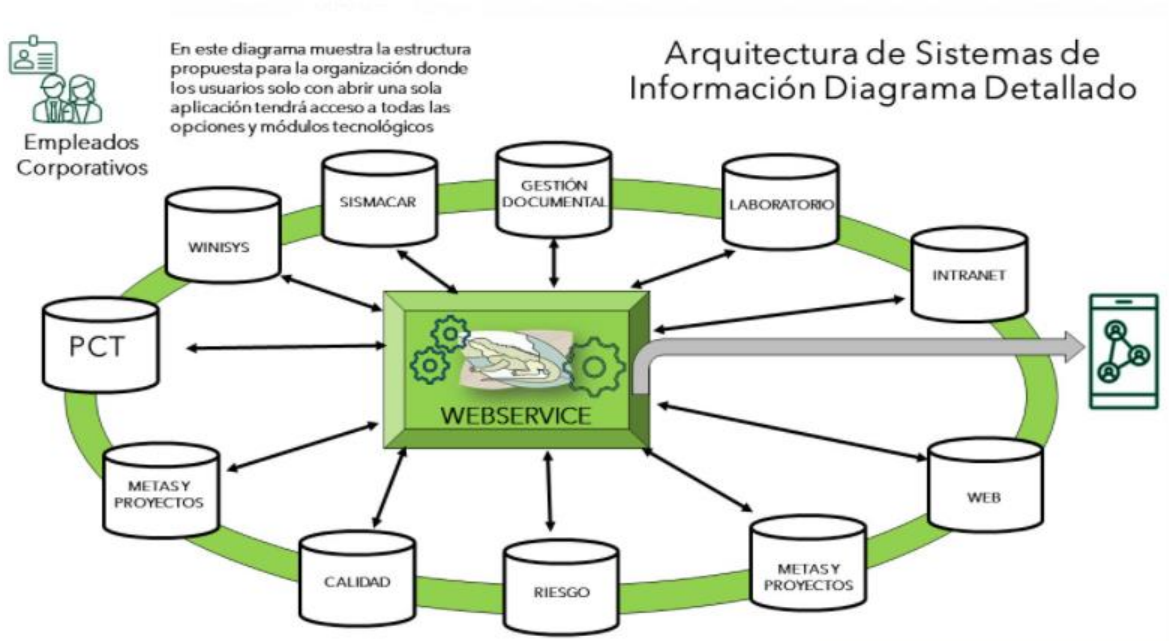 En este diagrama muestra la estructura
propuesta para la organización donde
los usuarios solo con abrir una sola
aplicación tendrá acceso a todas las
opciones y módulos tecnológicos
Arquitectura de Sistemas de
Información Diagrama Detallado
Empleados
Corporativos
SISMACAR
GESTIÓN
DOCUMENTAL
LABORATORIO
WINISYS
INTRANET
PCT
WEBSERVICE
METAS Y
PROYECTOS
WEB
CALIDAD
RIESGO
METAS Y
PROYECTOS